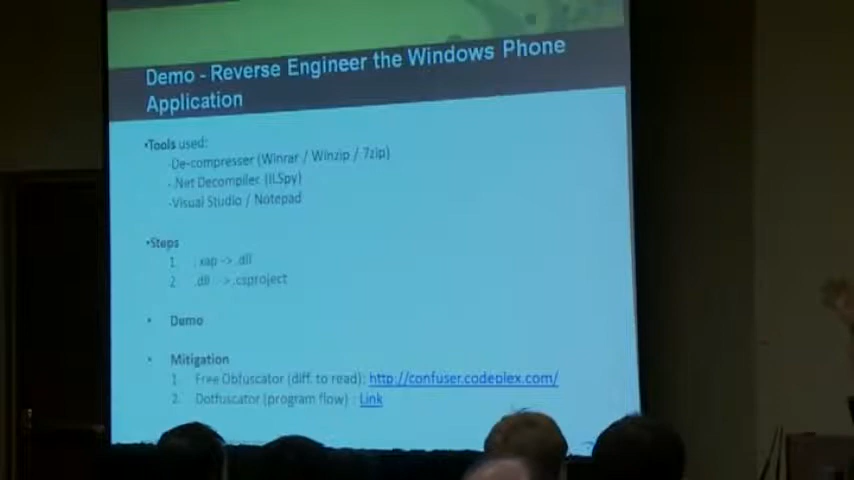 Demo - Reverse Engineer the Windows Phone
Application
•Tools used:
-De-compresser (Winrar / Winzip / 7zip)
-.Net Decompiler (ILSpy)
-Visual Studio / Notepad
•Steps
1. .xap -> .dll
2. .dll -> .csproject
• Demo
• Mitigation
1. Free Obfuscator (diff. to read): http://confuser.codeplex.com/
2. Dotfuscator (program flow) : Link